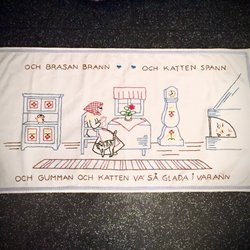 OCH BRASAN BRANN OCH KATTEN SPANN
OCH GUMMAN OCH KATTEN VA' SÅ GLADA I VARANN